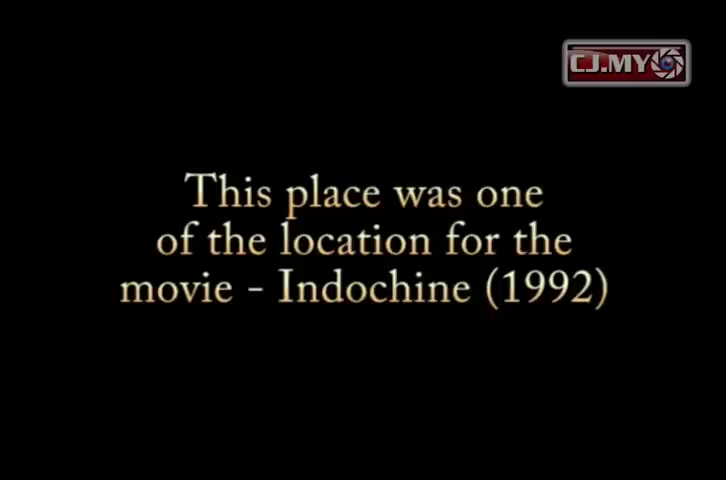 CJ.MY
This place was one
of the location for the
movie - Indochine (1992)